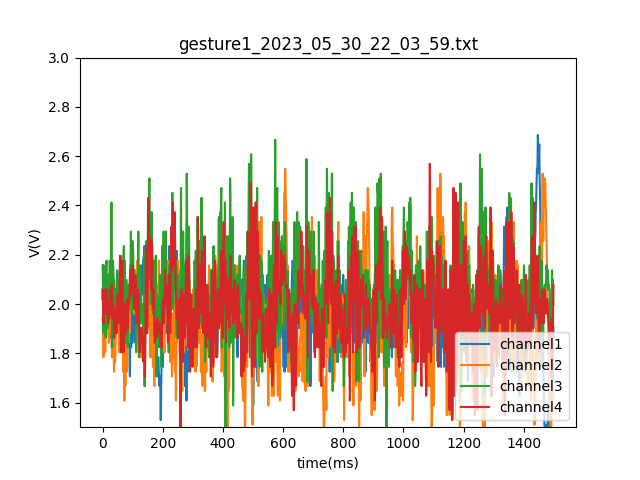 gesture1_2023_05_30_22_03_59.txt
3.0
2.8
2.6
2.4
2.2
2.0
1.8
1.6
V(V)
0 200 400 600 800 1000 1200 1400
time(ms)
channel1
channel2
channel3
channel4